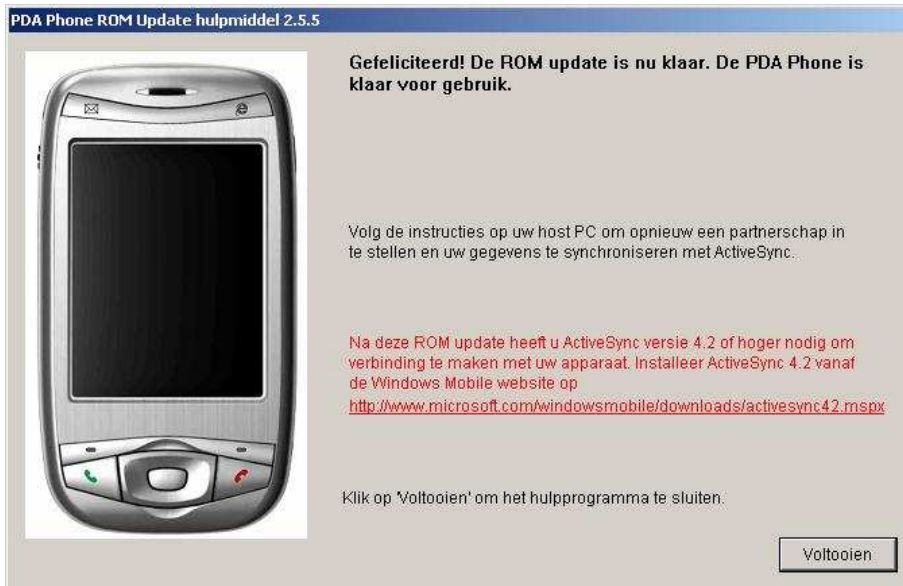 PDA Phone ROM Update hulpmiddel 2.5.5
Gefeliciteerd! De ROM update is nu klaar. De PDA Phone is
klaar voor gebruik.
Volg de instructies op uw host PC om opnieuw een partnerschap in
te stellen en uw gegevens te synchroniseren met ActiveSync.
Na deze ROM update heeft u ActiveSync versie 4.2 of hoger nodig om
verbinding te maken met uw apparaat. Installeer ActiveSync 4.2 vanaf
de Windows Mobile website op
http://www.microsoft.com/windowsmobile/downloads/activesync42.mspx
Klik op 'Voltooien' om het hulpprogramma te sluiten.
Voltooien